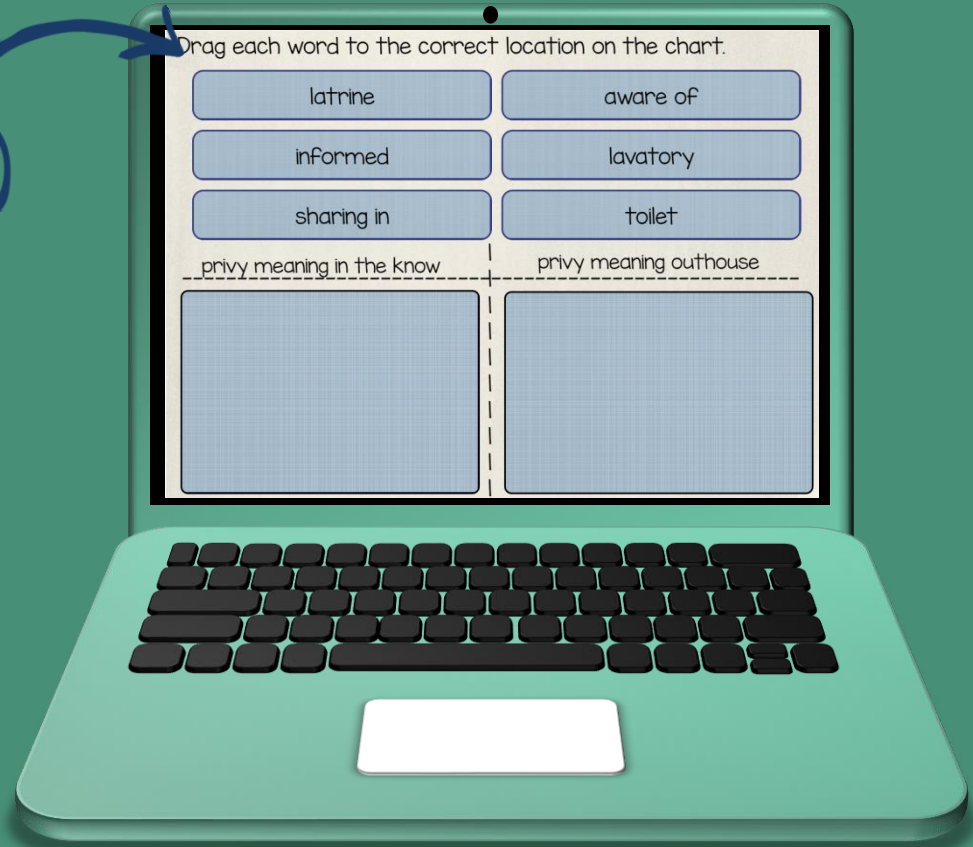 Drag each word to the correct location on the chart.
latrine
aware of
informed
lavatory
sharing in
toilet
privy meaning in the know
privy meaning outhouse